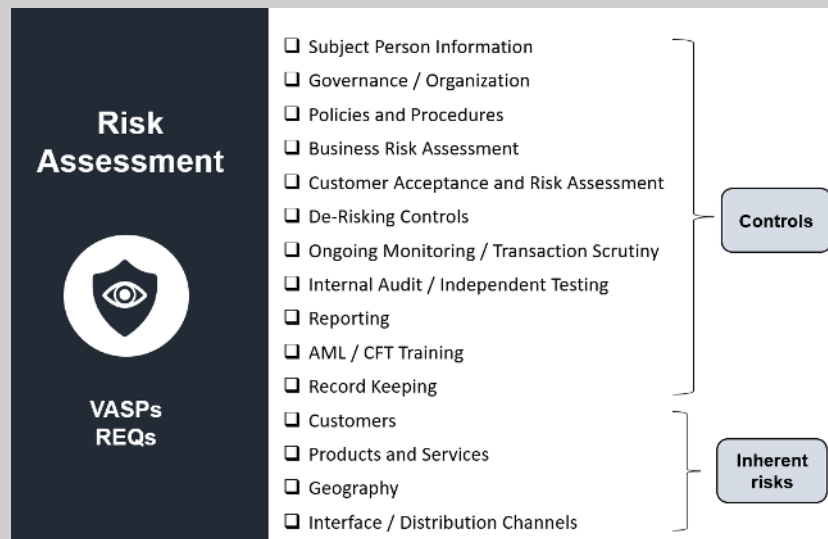 Risk
Assessment
VASPs
REQs
Subject Person Information
Governance / Organization
Policies and Procedures
Business Risk Assessment
Customer Acceptance and Risk Assessment
De-Risking Controls
Ongoing Monitoring / Transaction Scrutiny
Internal Audit / Independent Testing
Reporting
AML / CFT Training
Record Keeping
Customers
Products and Services
Geography
Interface / Distribution Channels
Controls
Inherent
risks